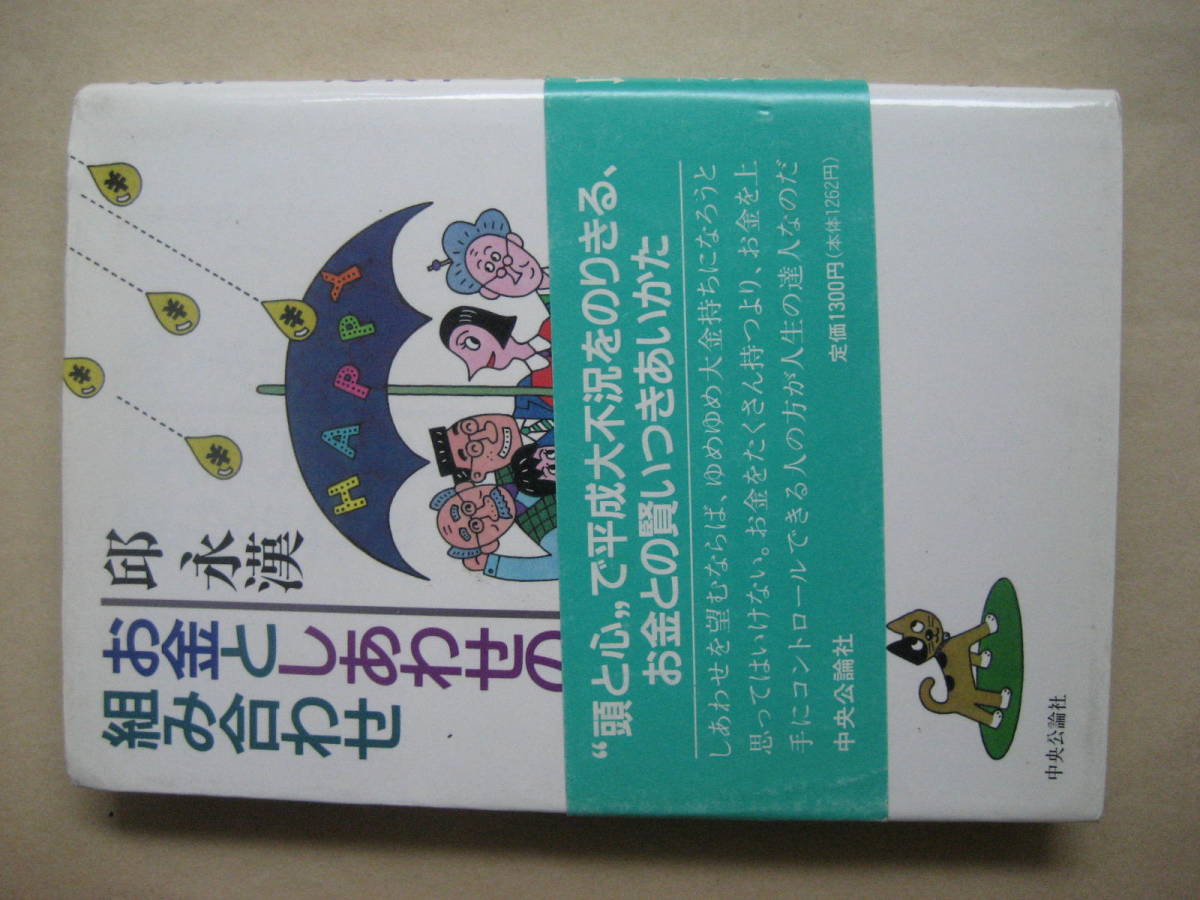 お金としあわせの
組み合わせ
邱 永漢
HAPPY
“頭と心”で平成大不況をのりきる、
お金との賢いつきあいかた
しあわせを望むならば、ゆめゆめ大金持ちになろうと
思ってはいけない。お金をたくさん持つより、お金を上
手にコントロールできる人の方が人生の達人なのだ
中央公論社
定価1300円(本体1262円)
中央公論社